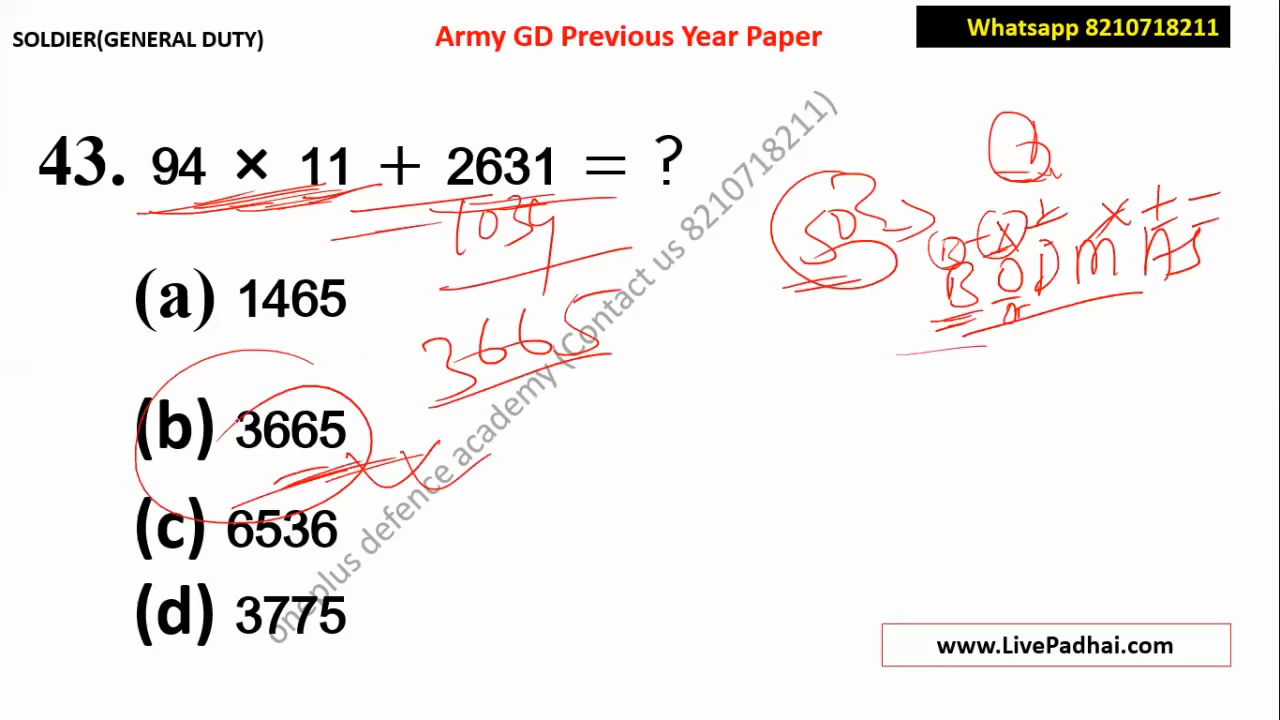 SOLDIER(GENERAL DUTY)
Army GD Previous Year Paper
Whatsapp 8210718211
43. 94 × 11 + 2631 = ?
1034
(a) 1465
3665
(b) 3665
(c) 6536
(d) 3775
B O D M A S
oneplus defence academy (Contact us 8210718211)
www.LivePadhai.com